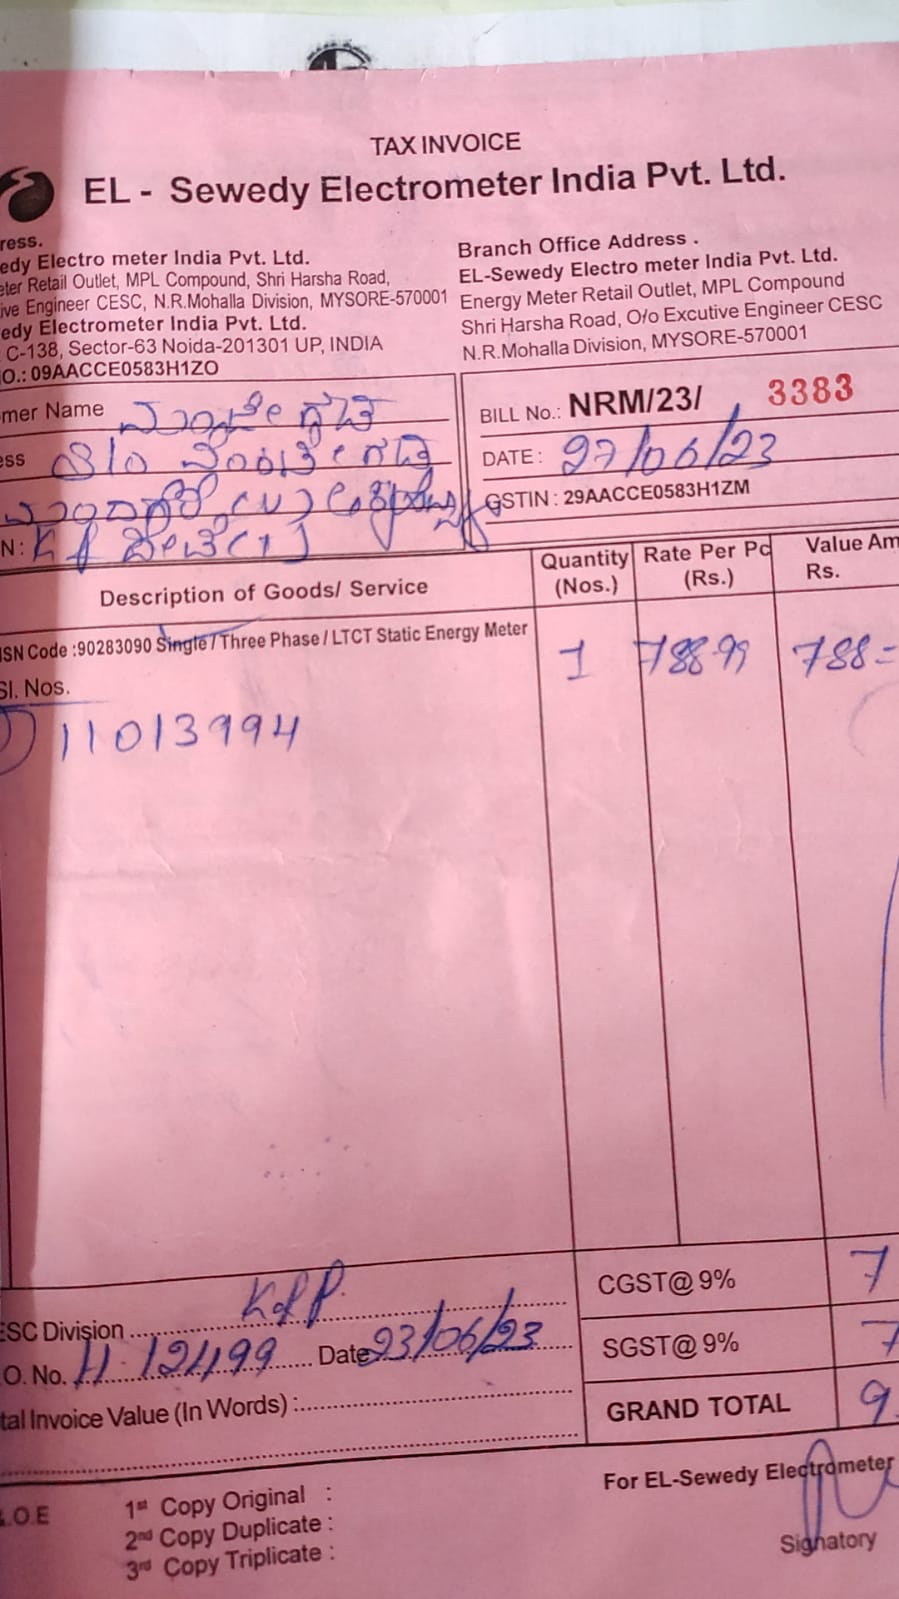 TAX INVOICE
EL - Sewedy Electrometer India Pvt. Ltd.
ress.
edy Electro meter India Pvt. Ltd.
eter Retail Outlet, MPL Compound, Shri Harsha Road,
ive Engineer CESC, N.R.Mohalla Division, MYSORE-570001
edy Electrometer India Pvt. Ltd.
C-138, Sector-63 Noida-201301 UP, INDIA
O.: 09AACCE0583H1ZO
Branch Office Address .
EL-Sewedy Electro meter India Pvt. Ltd.
Energy Meter Retail Outlet, MPL Compound
Shri Harsha Road, O/o Excutive Engineer CESC
N.R.Mohalla Division, MYSORE-570001
mer Name
ess S/o
N:
BILL No.: NRM/23/ 3383
DATE : 27/06/23
GSTIN : 29AACCE0583H1ZM
Description of Goods/ Service
Quantity (Nos.)
Rate Per Pc (Rs.)
Value Am Rs.
SN Code :90283090 Single / Three Phase / LTCT Static Energy Meter
1 788-99 788=
Sl. Nos.
11013994
CGST@ 9% 7
SGST@ 9% 7
GRAND TOTAL 9
ESC Division
.O. No. Date 23/06/23
tal Invoice Value (In Words) :
For EL-Sewedy Electrometer
.O.E
1st Copy Original :
2nd Copy Duplicate :
3rd Copy Triplicate :
Signatory